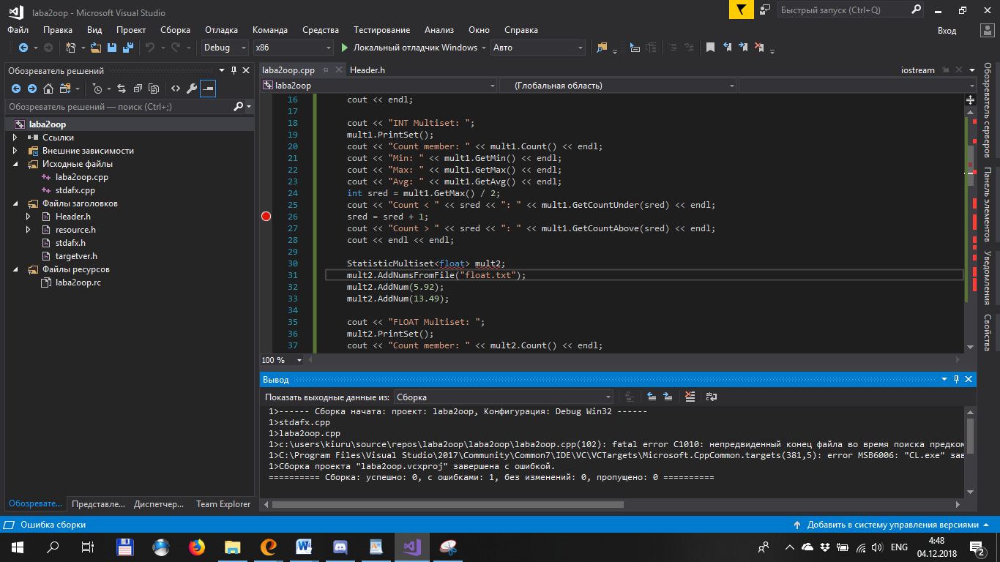 laba2oop - Microsoft Visual Studio
Быстрый запуск (Ctrl+Q)
Файл Правка Вид Проект Сборка Отладка Команда Средства Тестирование Анализ Окно Справка Вход
Debug x86 Локальный отладчик Windows Авто
Обозреватель решений
Обозреватель решений — поиск (Ctrl+;)
laba2oop
Ссылки
Внешние зависимости
Исходные файлы
laba2oop.cpp
stdafx.cpp
Файлы заголовков
Header.h
resource.h
stdafx.h
targetver.h
Файлы ресурсов
laba2oop.rc
Обозревате... Представле... Диспетчер... Team Explorer
laba2oop.cpp Header.h iostream
laba2oop (Глобальная область)
16 cout << endl;
17
18 cout << "INT Multiset: ";
19 mult1.PrintSet();
20 cout << "Count member: " << mult1.Count() << endl;
21 cout << "Min: " << mult1.GetMin() << endl;
22 cout << "Max: " << mult1.GetMax() << endl;
23 cout << "Avg: " << mult1.GetAvg() << endl;
24 int sred = mult1.GetMax() / 2;
25 cout << "Count < " << sred << ": " << mult1.GetCountUnder(sred) << endl;
26 sred = sred + 1;
27 cout << "Count > " << sred << ": " << mult1.GetCountAbove(sred) << endl;
28 cout << endl << endl;
29
30 StatisticMultiset<float> mult2;
31 mult2.AddNumsFromFile("float.txt");
32 mult2.AddNum(5.92);
33 mult2.AddNum(13.49);
34
35 cout << "FLOAT Multiset: ";
36 mult2.PrintSet();
37 cout << "Count member: " << mult2.Count() << endl;
100 %
Вывод
Показать выходные данные из: Сборка
1>------ Сборка начата: проект: laba2oop, Конфигурация: Debug Win32 ------
1>stdafx.cpp
1>laba2oop.cpp
1>c:\users\kiuru\source\repos\laba2oop\laba2oop\laba2oop.cpp(102): fatal error C1010: непредвиденный конец файла во время поиска предком
1>C:\Program Files\Visual Studio\2017\Community\Common7\IDE\VC\VCTargets\Microsoft.CppCommon.targets(381,5): error MSB6006: "CL.exe" зав
1>Сборка проекта "laba2oop.vcxproj" завершена с ошибкой.
========== Сборка: успешно: 0, с ошибками: 1, без изменений: 0, пропущено: 0 ==========
Обозреватель серверов
Панель элементов
Уведомления
Свойства
Ошибка сборки
Добавить в систему управления версиями
ENG
4:48
04.12.2018
2